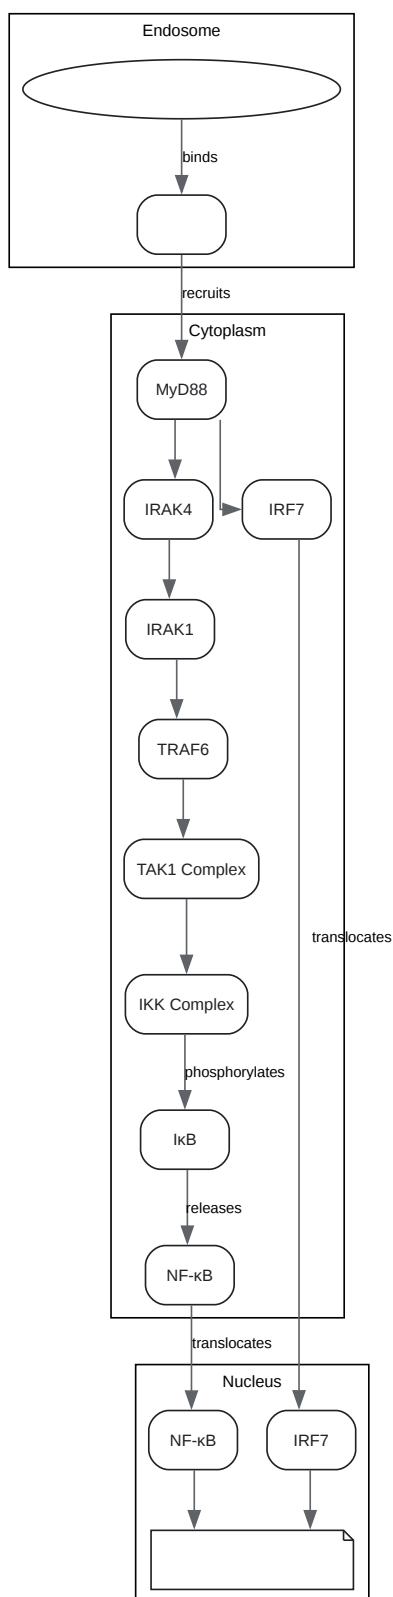 Endosome
binds
recruits
Cytoplasm
MyD88
IRAK4
IRF7
IRAK1
TRAF6
TAK1 Complex
translocates
IKK Complex
phosphorylates
IκB
releases
NF-κB
translocates
Nucleus
NF-κB
IRF7